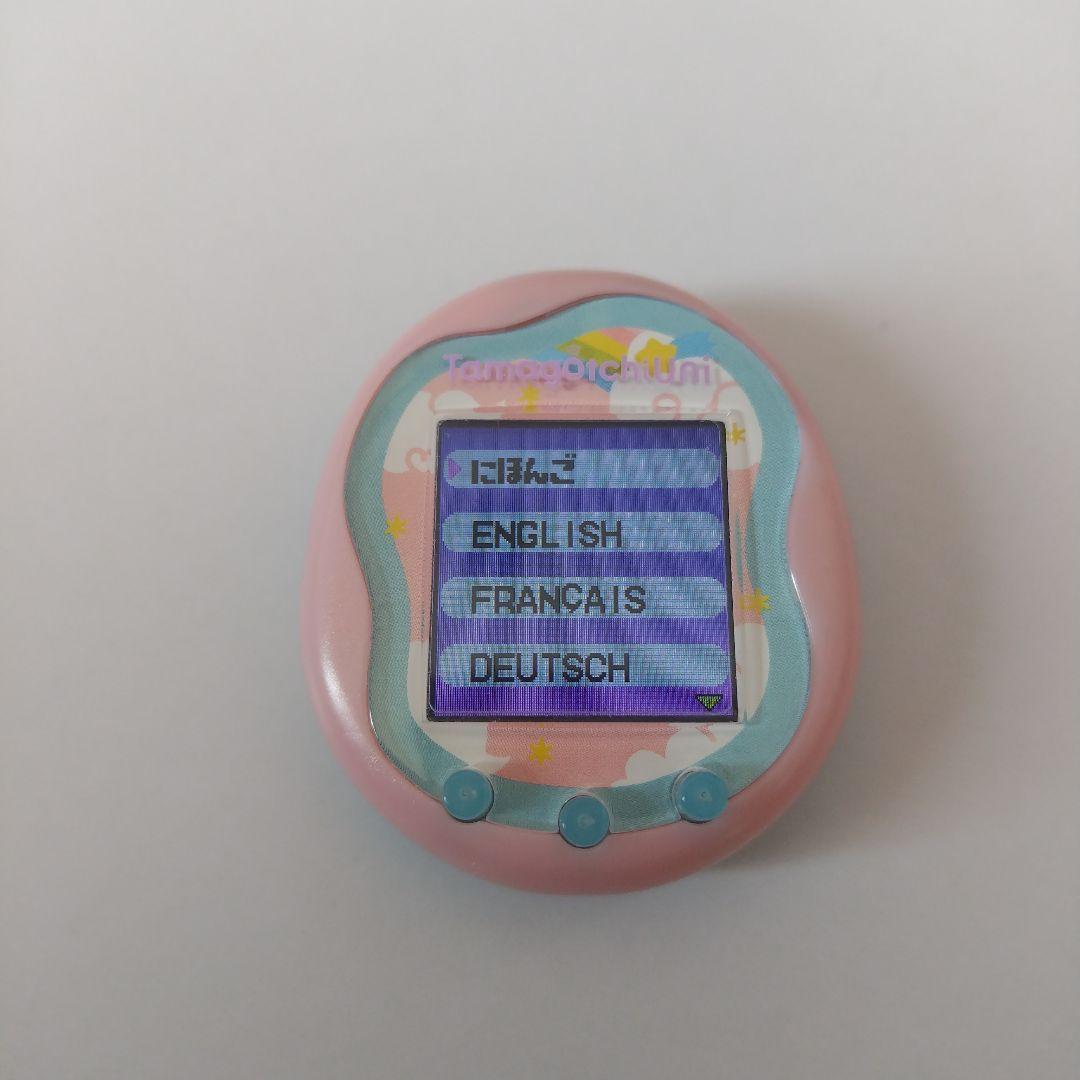 Tamagotchi Uni
にほんご
ENGLISH
FRANÇAIS
DEUTSCH